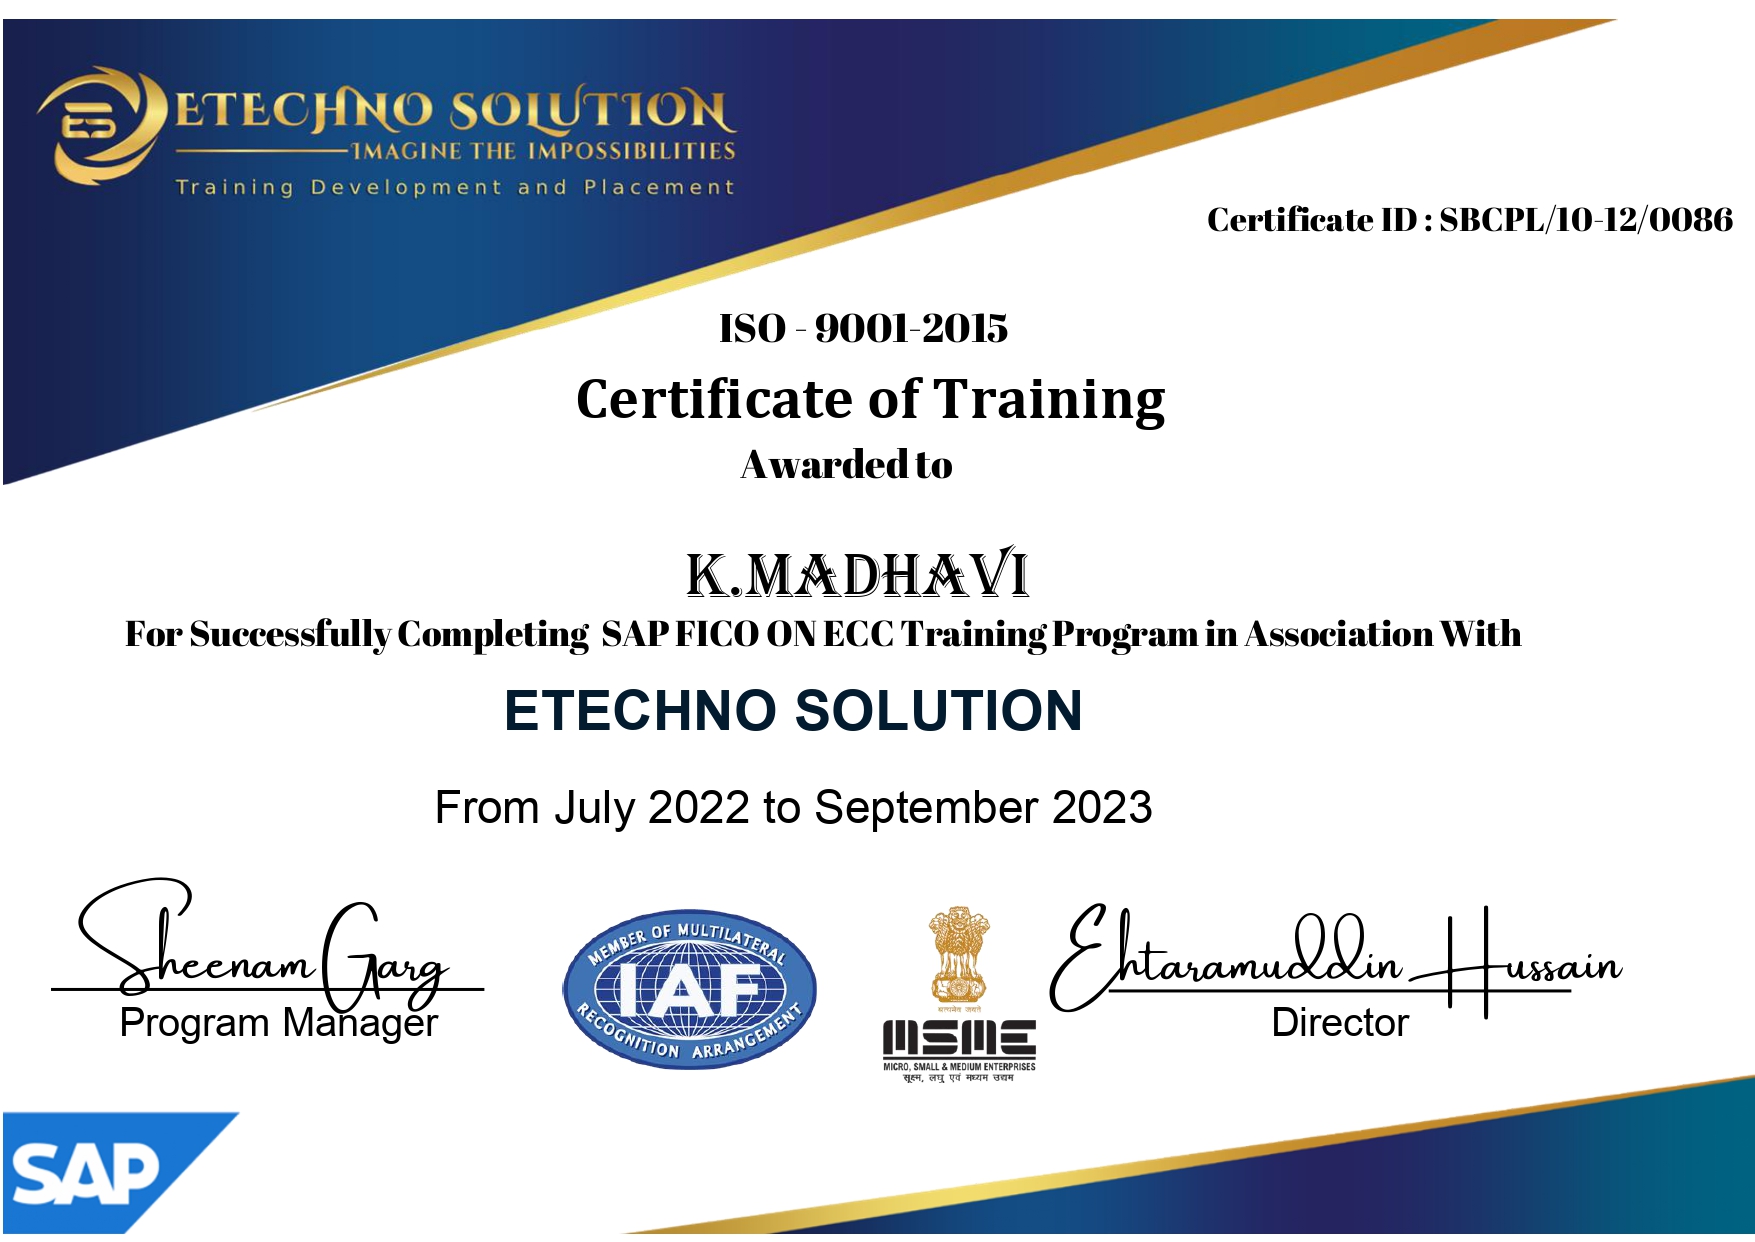 ETECHNO SOLUTION
IMAGINE THE IMPOSSIBILITIES
Training Development and Placement
Certificate ID : SBCPL/10-12/0086
ISO - 9001-2015
Certificate of Training
Awarded to
K.MADHAVI
For Successfully Completing SAP FICO ON ECC Training Program in Association With
ETECHNO SOLUTION
From July 2022 to September 2023
Sheenam Garg
Program Manager
MEMBER OF MULTILATERAL
IAF
RECOGNITION ARRANGEMENT
सत्यमेव जयते
MSME
MICRO, SMALL & MEDIUM ENTERPRISES
सूक्ष्म, लघु एवं मध्यम उद्यम
Ehtaramuddin Hussain
Director
SAP